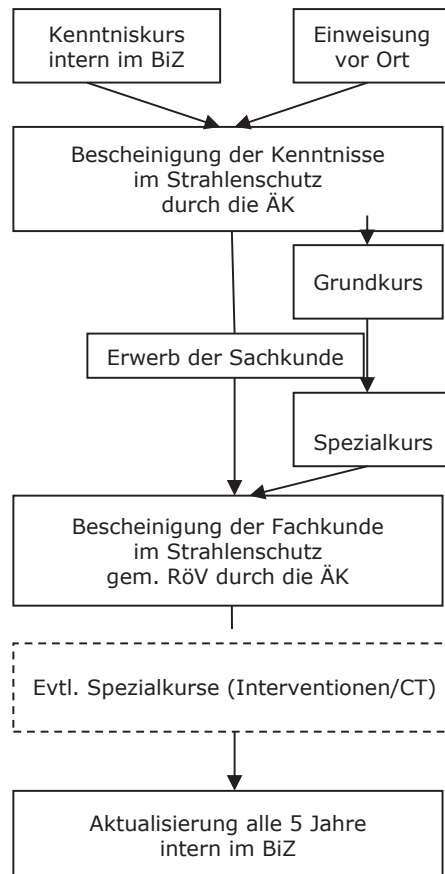 Kenntniskurs
intern im BiZ
Einweisung
vor Ort
Bescheinigung der Kenntnisse
im Strahlenschutz
durch die ÄK
Grundkurs
Erwerb der Sachkunde
Spezialkurs
Bescheinigung der Fachkunde
im Strahlenschutz
gem. RöV durch die ÄK
Evtl. Spezialkurse (Interventionen/CT)
Aktualisierung alle 5 Jahre
intern im BiZ